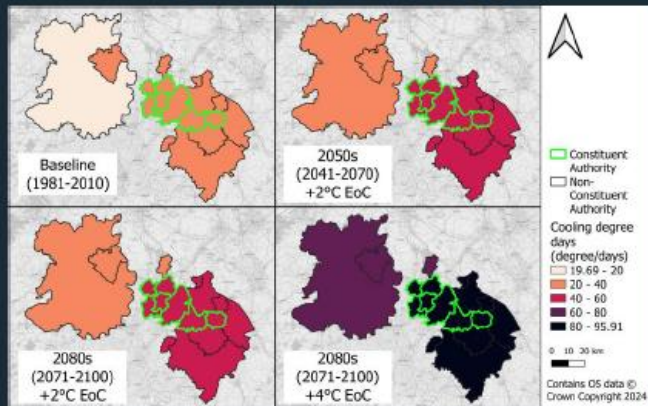 Baseline
(1981-2010)
2050s
(2041-2070)
+2°C EoC
2080s
(2071-2100)
+2°C EoC
2080s
(2071-2100)
+4°C EoC
Constituent
Authority
Non-
Constituent
Authority
Cooling degree
days
(degree/days)
19.69 - 20
20 - 40
40 - 60
60 - 80
80 - 95.91
0 10 20 km
Contains OS data ©
Crown Copyright 2024